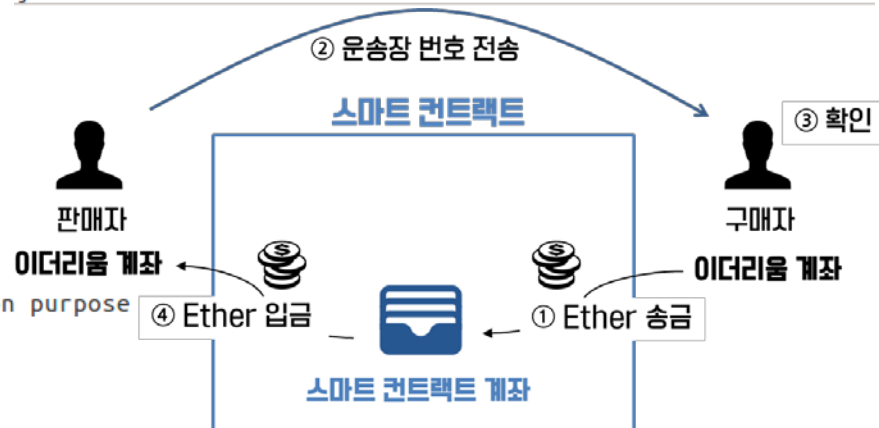 ② 운송장 번호 전송
스마트 컨트랙트
③ 확인
판매자
구매자
이더리움 계좌
이더리움 계좌
n purpose
④ Ether 입금
① Ether 송금
스마트 컨트랙트 계좌